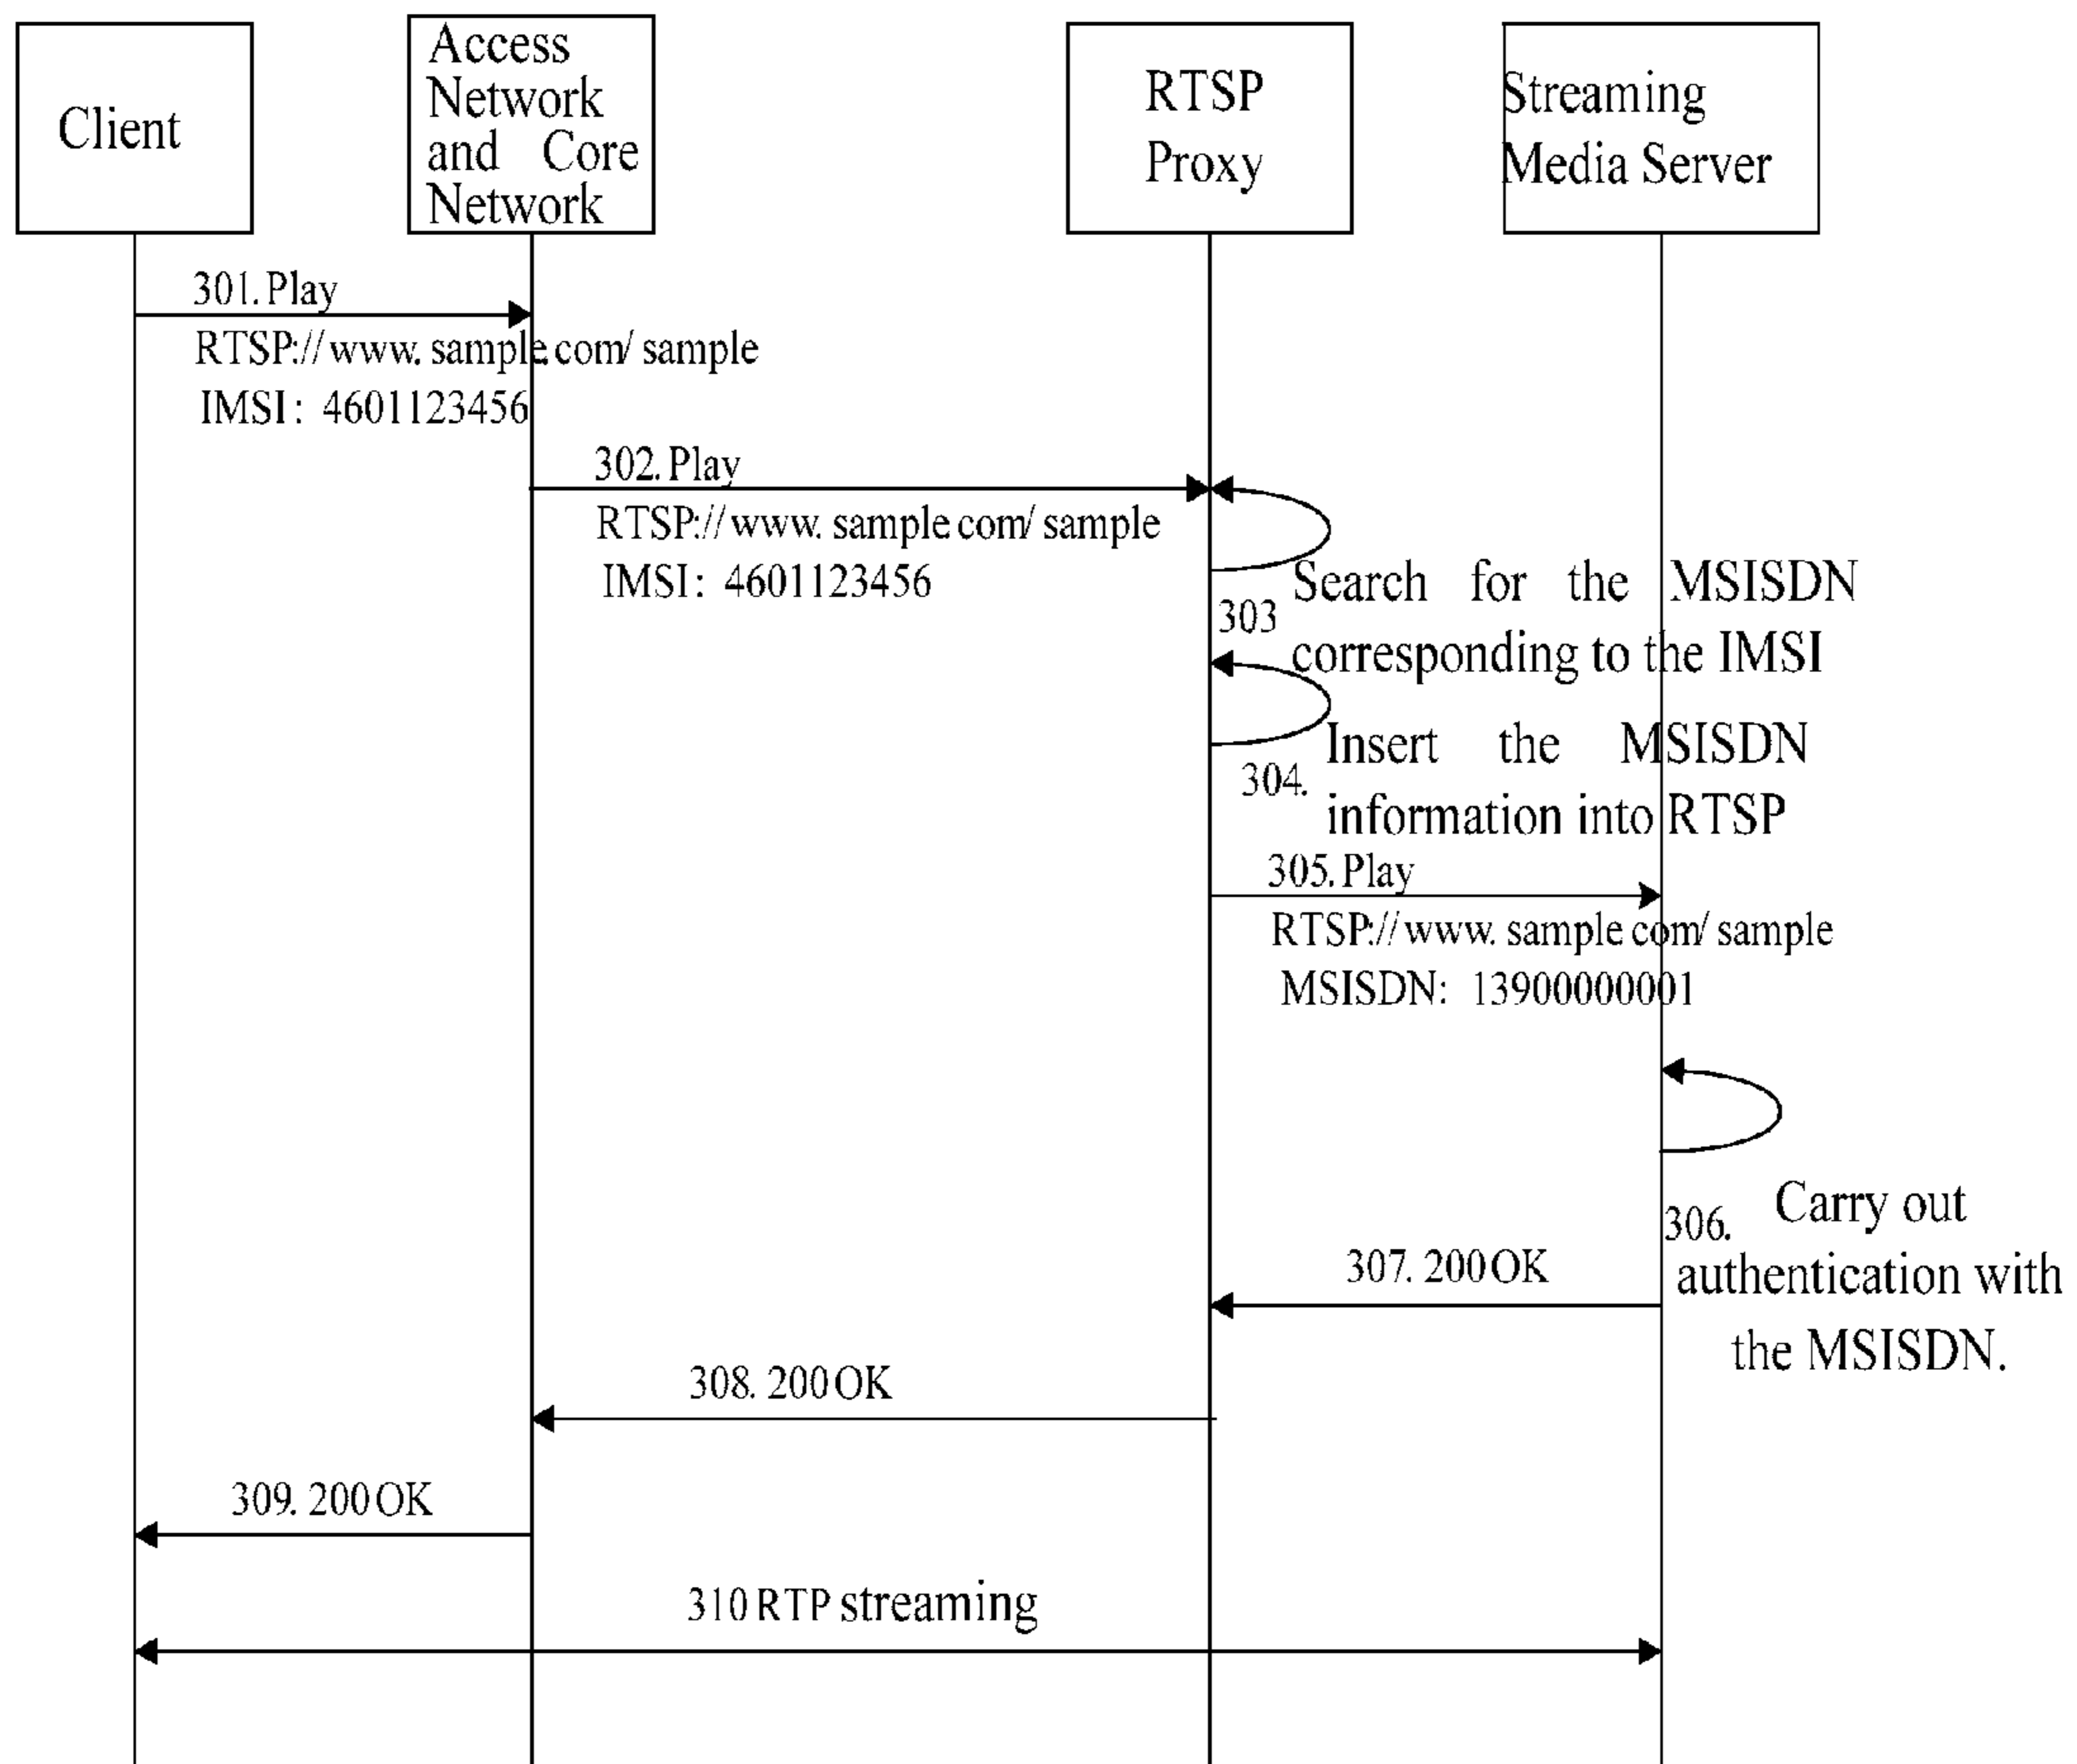 Client
Access
Network
and Core
Network
RTSP
Proxy
Streaming
Media Server
301. Play
RTSP://www. sample.com/ sample
IMSI: 4601123456
302. Play
RTSP://www. sample com/ sample
IMSI: 4601123456
303
Search for the MSISDN
corresponding to the IMSI
304.
Insert the MSISDN
information into RTSP
305. Play
RTSP://www. sample com/ sample
MSISDN: 13900000001
306. Carry out
authentication with
the MSISDN.
307. 200 OK
308. 200 OK
309. 200 OK
310 RTP streaming